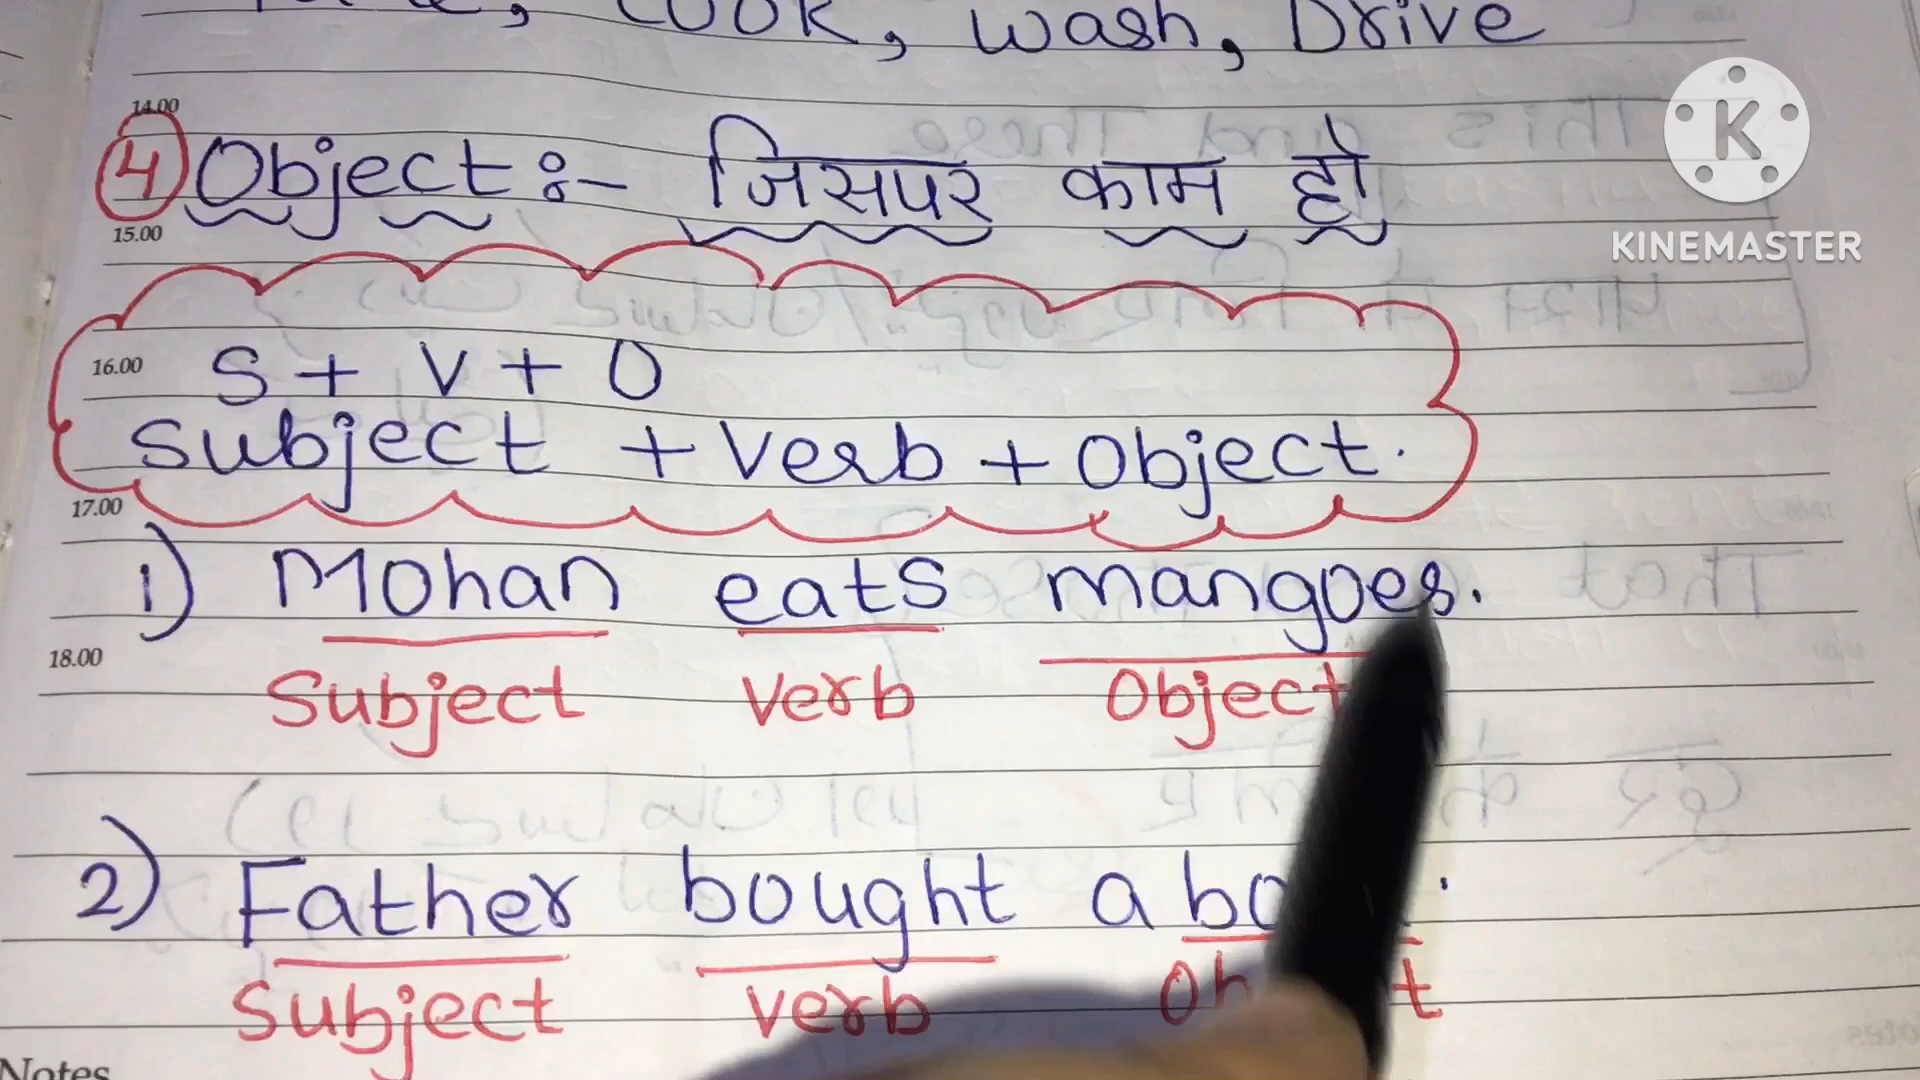 Cook, Wash, Drive
14.00
4 Object :- जिसपर काम हो
15.00
KINEMASTER
16.00 S + V + O
Subject + Verb + Object.
17.00
1) Mohan eats mangoes.
18.00
Subject Verb Object
2) Father bought a
Subject Verb
Notes